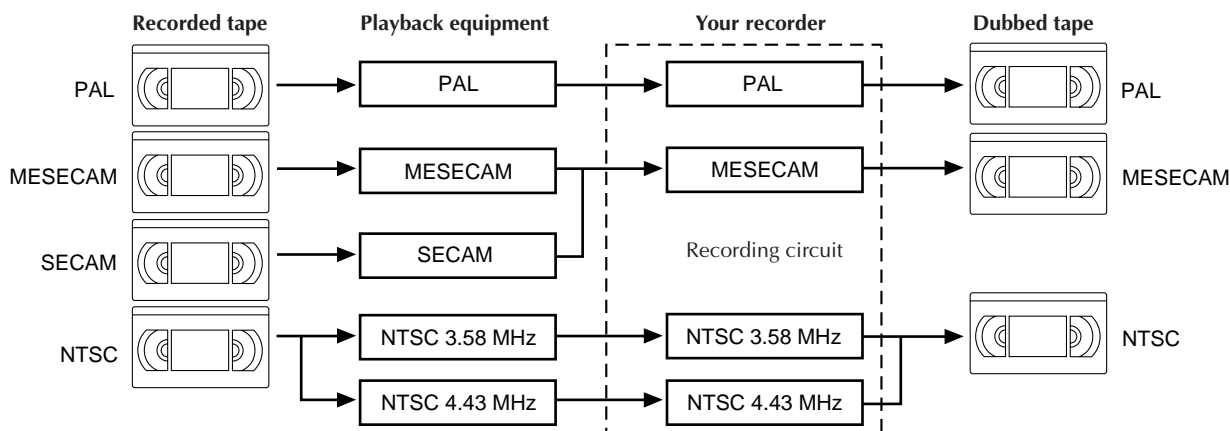 Recorded tape Playback equipment Your recorder Dubbed tape
PAL PAL PAL PAL
MESECAM MESECAM MESECAM MESECAM
SECAM SECAM Recording circuit
NTSC NTSC 3.58 MHz NTSC 3.58 MHz NTSC
NTSC 4.43 MHz NTSC 4.43 MHz